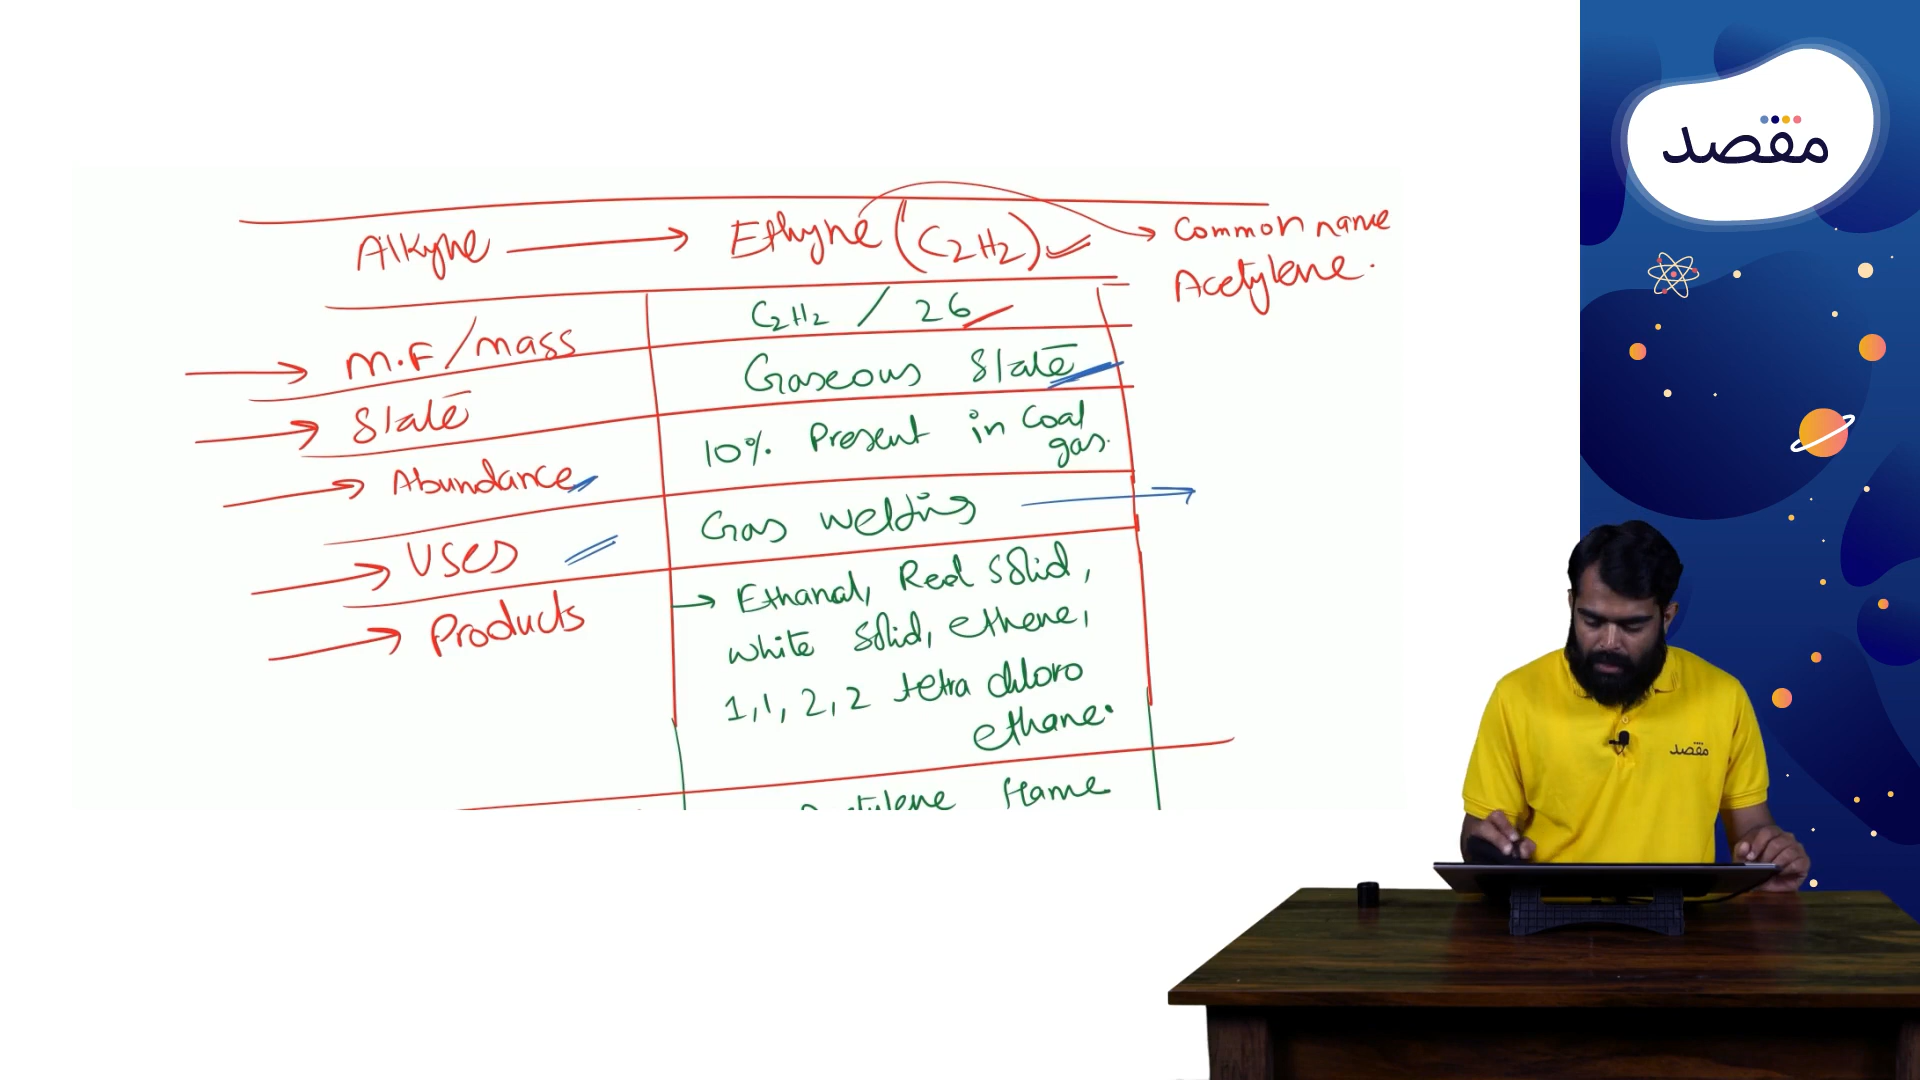 مقصد
Alkyne → Ethyne (C2H2) → Common name
Acetylene.
→ M.F/mass C2H2 / 26
→ State Gaseous State
→ Abundance 10% Present in Coal
gas.
→ Uses Gas welding →
→ Products → Ethanal, Red solid,
white solid, ethene,
1,1,2,2 tetra chloro
ethane.
flame
مقصد